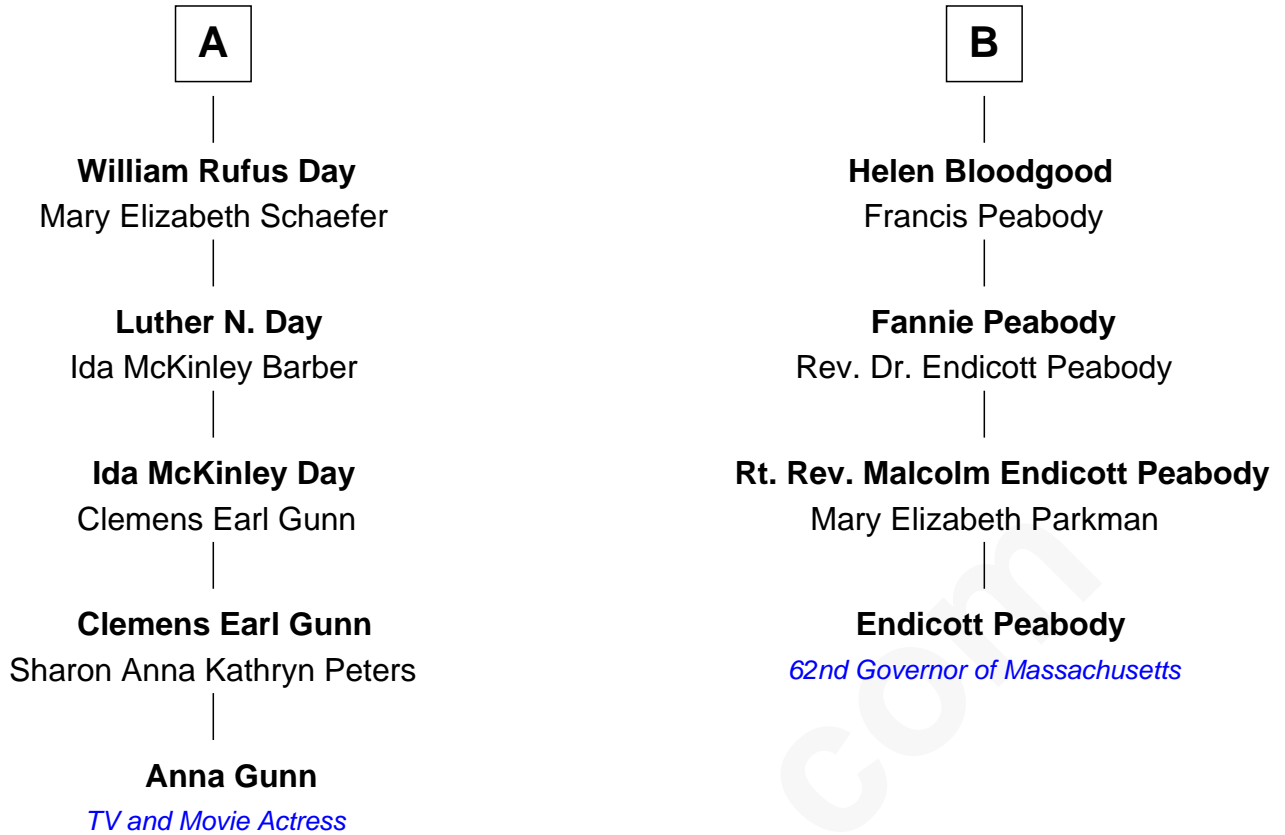 A
William Rufus Day
Mary Elizabeth Schaefer
Luther N. Day
Ida McKinley Barber
Ida McKinley Day
Clemens Earl Gunn
Clemens Earl Gunn
Sharon Anna Kathryn Peters
Anna Gunn
TV and Movie Actress
B
Helen Bloodgood
Francis Peabody
Fannie Peabody
Rev. Dr. Endicott Peabody
Rt. Rev. Malcolm Endicott Peabody
Mary Elizabeth Parkman
Endicott Peabody
62nd Governor of Massachusetts
com